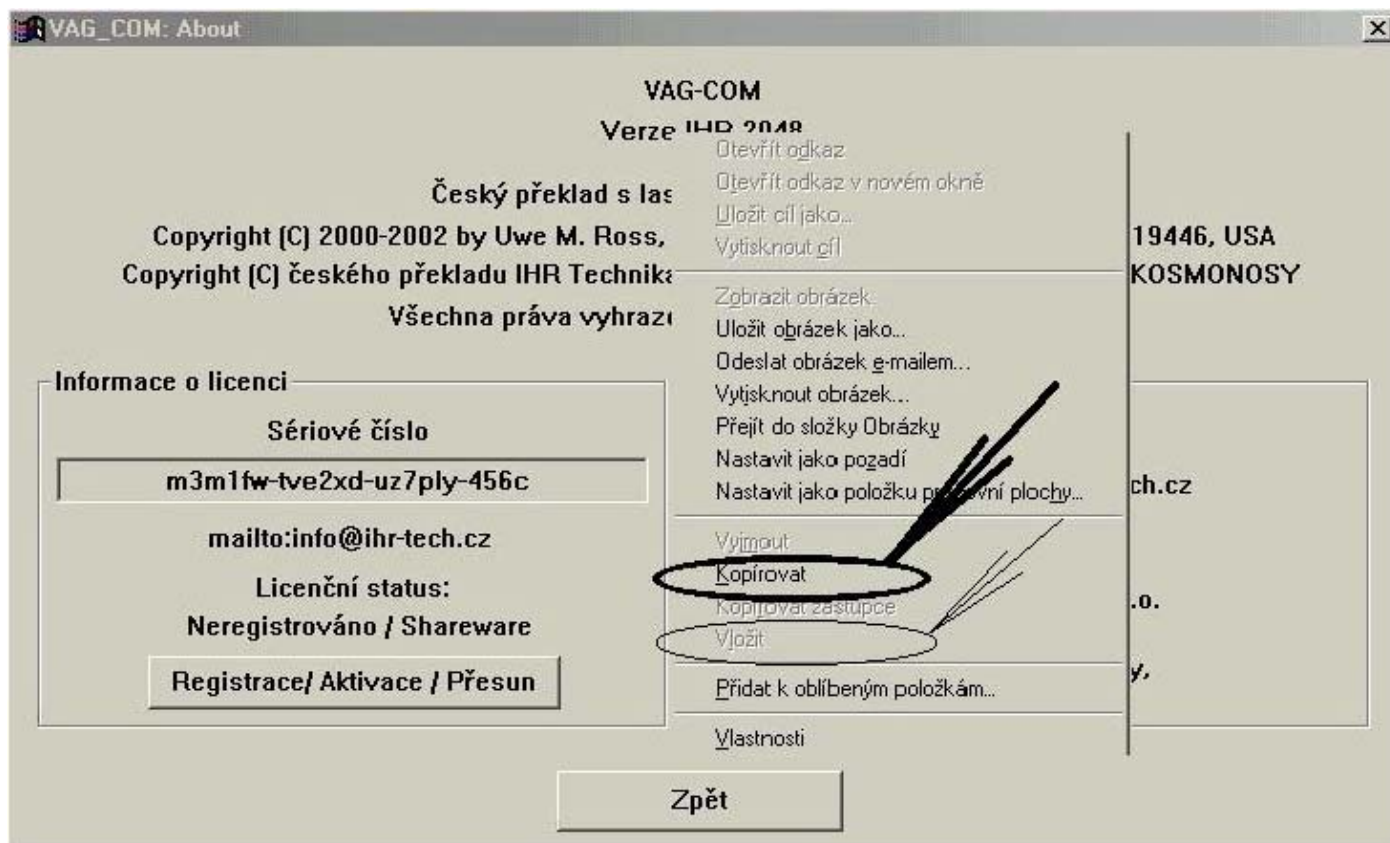 VAG_COM: About
VAG-COM
Verze IHR 2048
Český překlad s las
Copyright (C) 2000-2002 by Uwe M. Ross,
19446, USA
Copyright (C) českého překladu IHR Technika
KOSMONOSY
Všechna práva vyhraz
Informace o licenci
Sériové číslo
m3m1fw-tve2xd-uz7ply-456c
mailto:info@ihr-tech.cz
Licenční status:
Neregistrováno / Shareware
Registrace/ Aktivace / Přesun
Otevřít odkaz
Otevřít odkaz v novém okně
Uložit cíl jako...
Vytisknout cíl
Zobrazit obrázek
Uložit obrázek jako...
Odeslat obrázek e-mailem...
Vytisknout obrázek...
Přejít do složky Obrázky
Nastavit jako pozadí
Nastavit jako položku pracovní plochy...
Vyjmout
Kopírovat
Kopírovat zástupce
Vložit
Přidat k oblíbeným položkám...
Vlastnosti
ch.cz
.o.
y,
Zpět